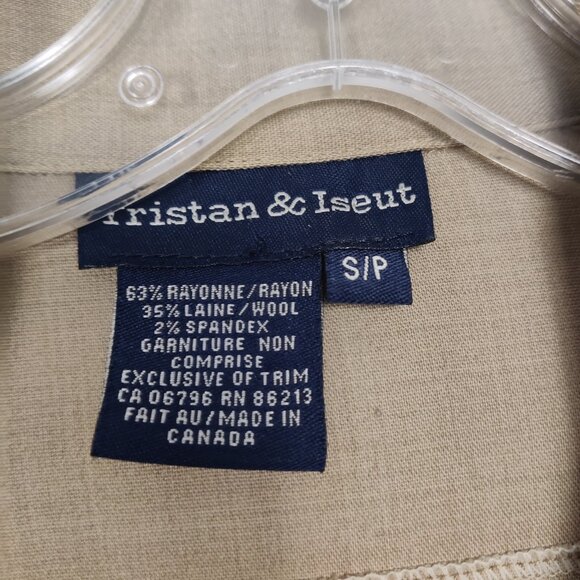 Tristan & Iseut
S/P
63% RAYONNE/RAYON
35% LAINE/WOOL
2% SPANDEX
GARNITURE NON
COMPRISE
EXCLUSIVE OF TRIM
CA 06796 RN 86213
FAIT AU/MADE IN
CANADA